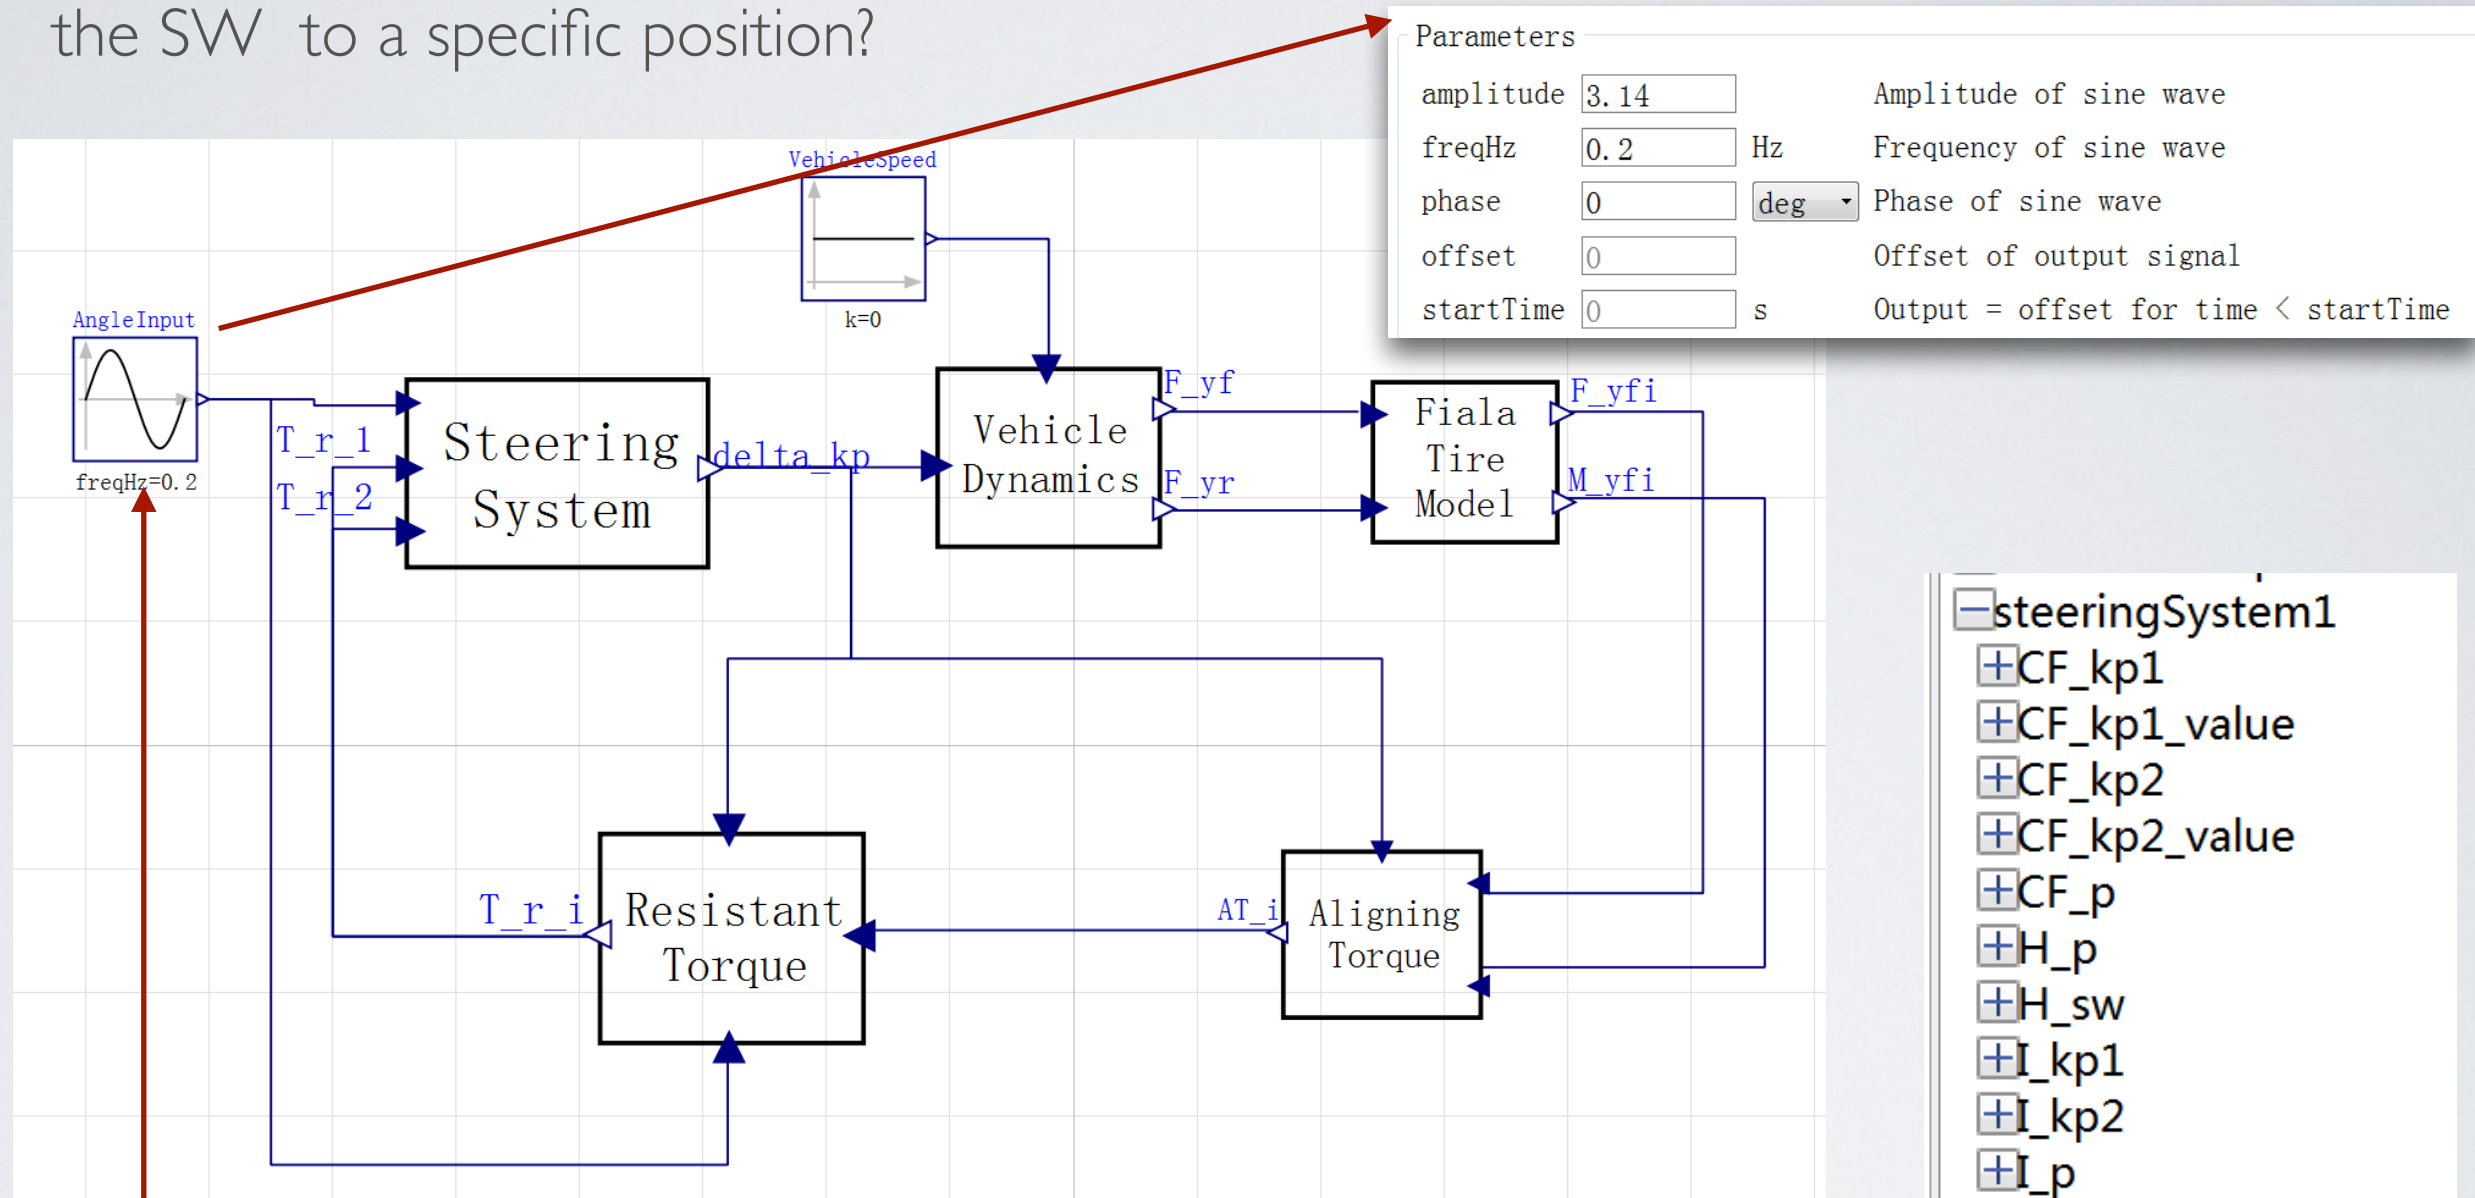 the SW to a specific position?
Parameters
amplitude 3.14 Amplitude of sine wave
freqHz 0.2 Hz Frequency of sine wave
phase 0 deg Phase of sine wave
offset 0 Offset of output signal
startTime 0 s Output = offset for time < startTime
VehicleSpeed
k=0
AngleInput
freqHz=0.2
T_r_1
T_r_2
Steering
System
delta_kp
Vehicle
Dynamics
F_yf
F_yr
Fiala
Tire
Model
F_yfi
M_yfi
T_r_i
Resistant
Torque
AT_i
Aligning
Torque
steeringSystem1
CF_kp1
CF_kp1_value
CF_kp2
CF_kp2_value
CF_p
H_p
H_sw
I_kp1
I_kp2
I_p